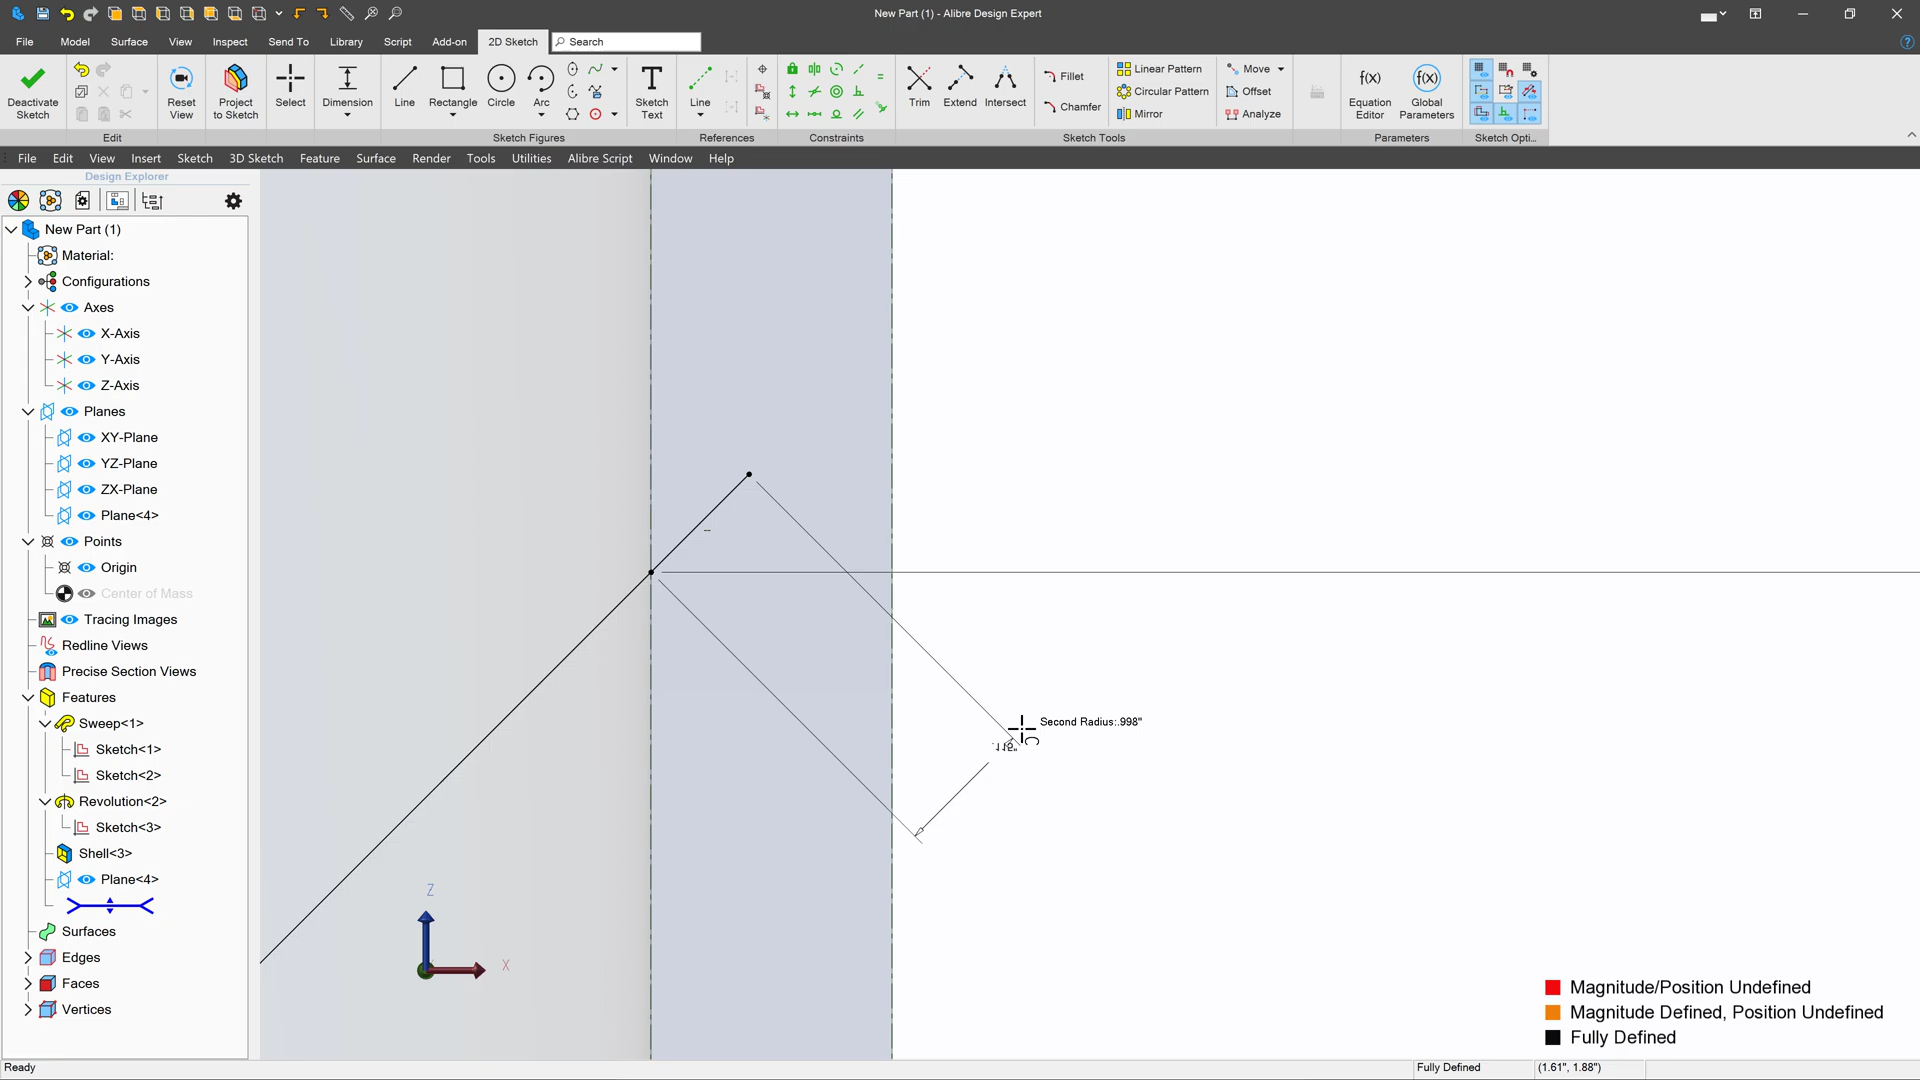 New Part (1) - Alibre Design Expert
File Model Surface View Inspect Send To Library Script Add-on 2D Sketch Search
Deactivate Sketch
Edit
Reset View
Project to Sketch
Select
Dimension
Line Rectangle Circle Arc
Sketch Figures
Sketch Text
Line
References
Constraints
Trim Extend Intersect
Fillet
Chamfer
Linear Pattern
Circular Pattern
Mirror
Move
Offset
Analyze
Sketch Tools
f(x) f(x)
Equation Editor
Global Parameters
Parameters
Sketch Opti...
File Edit View Insert Sketch 3D Sketch Feature Surface Render Tools Utilities Alibre Script Window Help
Design Explorer
New Part (1)
Material:
Configurations
Axes
X-Axis
Y-Axis
Z-Axis
Planes
XY-Plane
YZ-Plane
ZX-Plane
Plane<4>
Points
Origin
Center of Mass
Tracing Images
Redline Views
Precise Section Views
Features
Sweep<1>
Sketch<1>
Sketch<2>
Revolution<2>
Sketch<3>
Shell<3>
Plane<4>
Surfaces
Edges
Faces
Vertices
Second Radius:.998"
Z
X
Magnitude/Position Undefined
Magnitude Defined, Position Undefined
Fully Defined
Ready
Fully Defined
(1.61", 1.88")